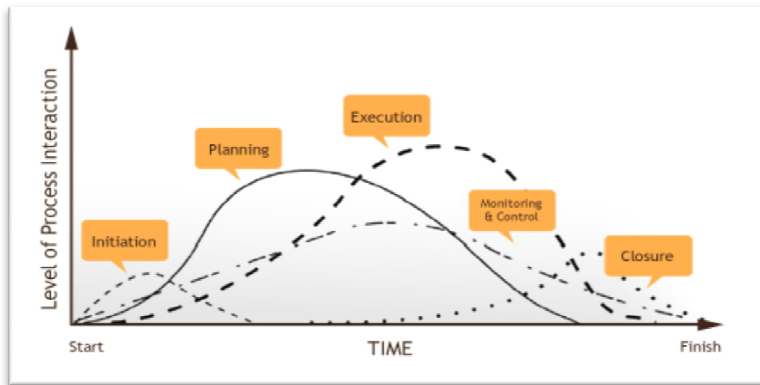 Level of Process Interaction
Execution
Planning
Monitoring
& Control
Initiation
Closure
Start
TIME
Finish